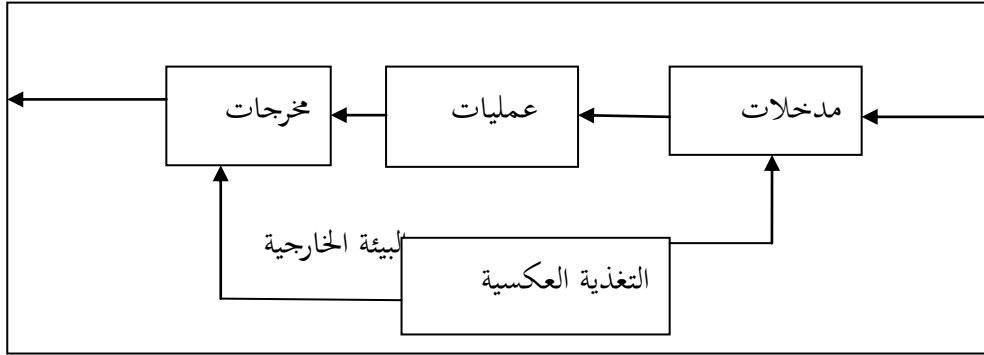 مدخلات
عمليات
مخرجات
البيئة الخارجية
التغذية العكسية